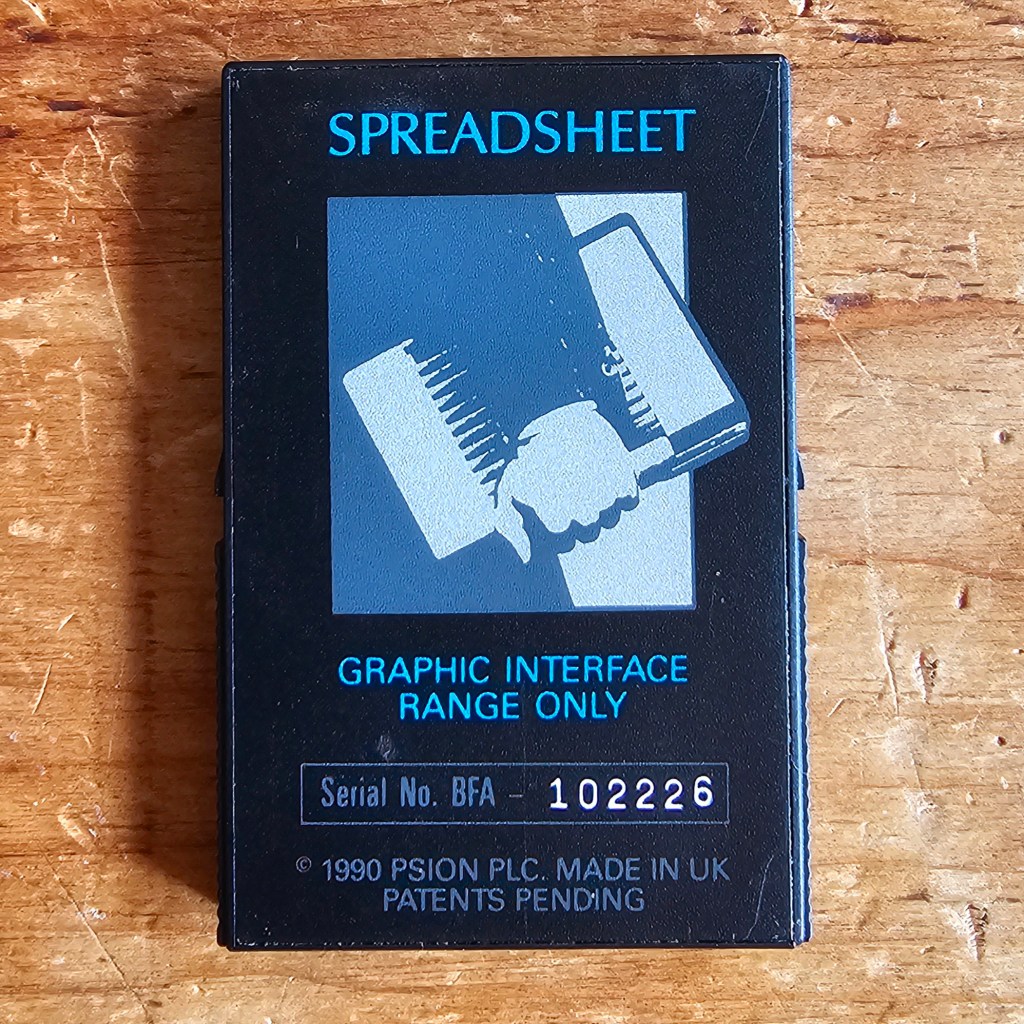 SPREADSHEET
GRAPHIC INTERFACE
RANGE ONLY
Serial No. BFA - 102226
© 1990 PSION PLC. MADE IN UK
PATENTS PENDING